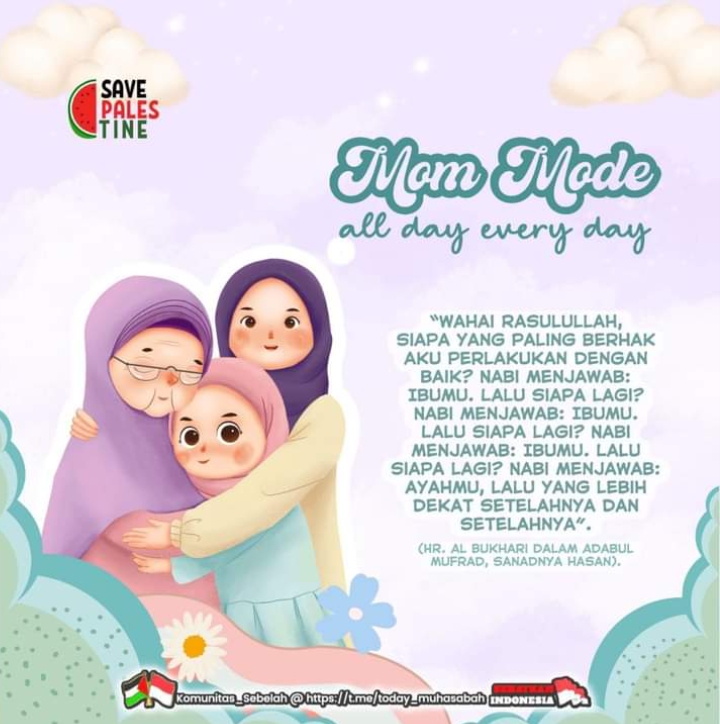 SAVE
PALES
TINE
Mom Mode
all day every day
"WAHAI RASULULLAH,
SIAPA YANG PALING BERHAK
AKU PERLAKUKAN DENGAN
BAIK? NABI MENJAWAB:
IBUMU. LALU SIAPA LAGI?
NABI MENJAWAB: IBUMU.
LALU SIAPA LAGI? NABI
MENJAWAB: IBUMU. LALU
SIAPA LAGI? NABI MENJAWAB:
AYAHMU, LALU YANG LEBIH
DEKAT SETELAHNYA DAN
SETELAHNYA".
(HR. AL BUKHARI DALAM ADABUL
MUFRAD, SANADNYA HASAN).
Komunitas_Sebelah @ https://t.me/today_muhasabah
INDONESIA